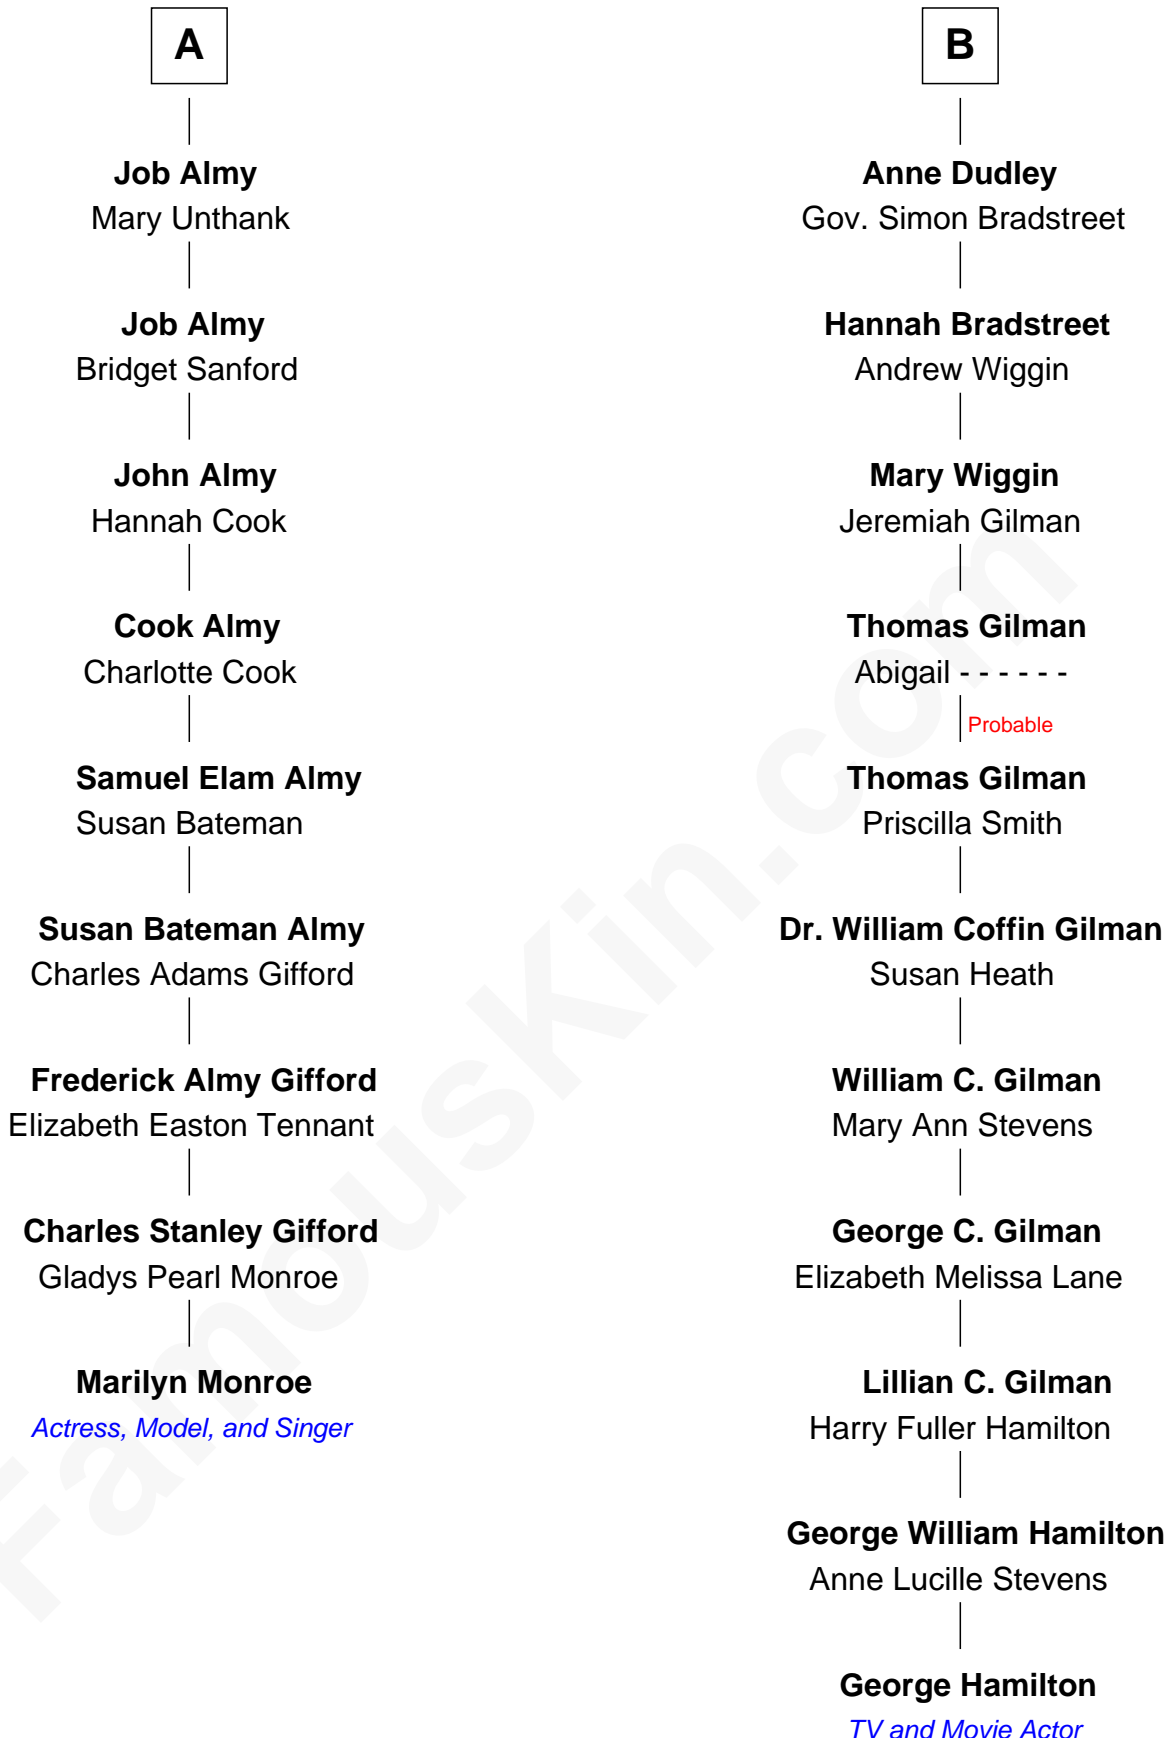 A
Job Almy
Mary Unthank
Job Almy
Bridget Sanford
John Almy
Hannah Cook
Cook Almy
Charlotte Cook
Samuel Elam Almy
Susan Bateman
Susan Bateman Almy
Charles Adams Gifford
Frederick Almy Gifford
Elizabeth Easton Tennant
Charles Stanley Gifford
Gladys Pearl Monroe
Marilyn Monroe
Actress, Model, and Singer
B
Anne Dudley
Gov. Simon Bradstreet
Hannah Bradstreet
Andrew Wiggin
Mary Wiggin
Jeremiah Gilman
Thomas Gilman
Abigail - - - - - -
Probable
Thomas Gilman
Priscilla Smith
Dr. William Coffin Gilman
Susan Heath
William C. Gilman
Mary Ann Stevens
George C. Gilman
Elizabeth Melissa Lane
Lillian C. Gilman
Harry Fuller Hamilton
George William Hamilton
Anne Lucille Stevens
George Hamilton
TV and Movie Actor
FamousKin.com